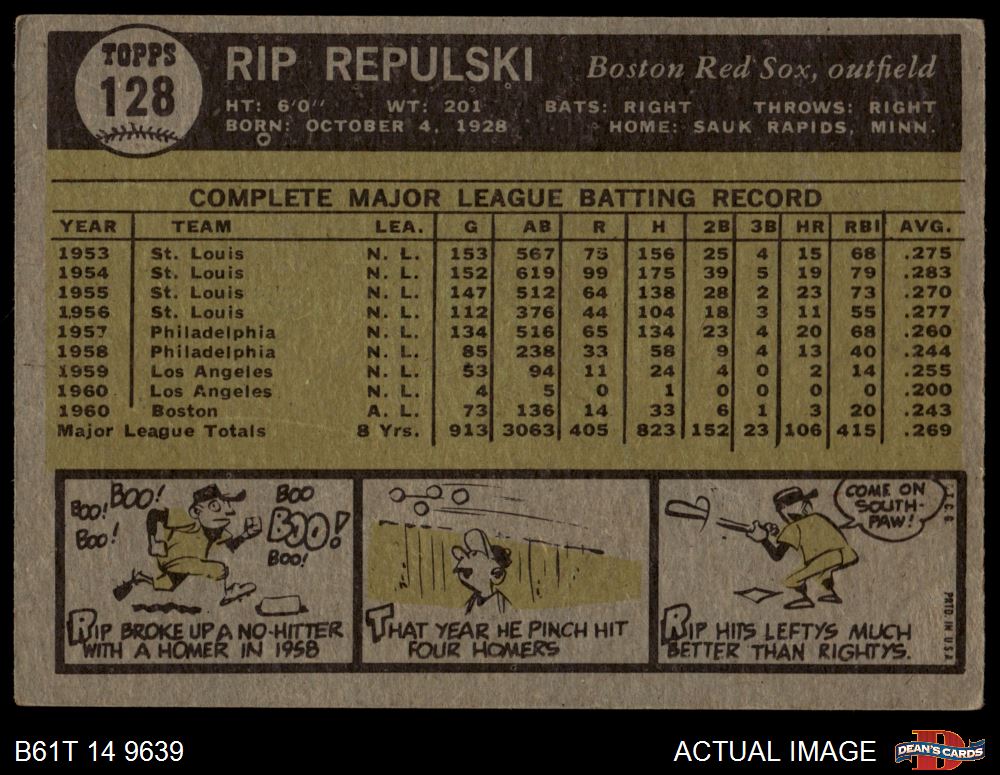 TOPPS
128
RIP REPULSKI Boston Red Sox, outfield
HT: 6'0" WT: 201 BATS: RIGHT THROWS: RIGHT
BORN: OCTOBER 4, 1928 HOME: SAUK RAPIDS, MINN.
COMPLETE MAJOR LEAGUE BATTING RECORD
YEAR TEAM LEA. G AB R H 2B 3B HR RBI AVG.
1953 St. Louis N. L. 153 567 75 156 25 4 15 68 .275
1954 St. Louis N. L. 152 619 99 175 39 5 19 79 .283
1955 St. Louis N. L. 147 512 64 138 28 2 23 73 .270
1956 St. Louis N. L. 112 376 44 104 18 3 11 55 .277
1957 Philadelphia N. L. 134 516 65 134 23 4 20 68 .260
1958 Philadelphia N. L. 85 238 33 58 9 4 13 40 .244
1959 Los Angeles N. L. 53 94 11 24 4 0 2 14 .255
1960 Los Angeles N. L. 4 5 0 1 0 0 0 0 .200
1960 Boston A. L. 73 136 14 33 6 1 3 20 .243
Major League Totals 8 Yrs. 913 3063 405 823 152 23 106 415 .269
BOO!
BOO!
BOO!
BOO
BOO!
BOO!
RIP BROKE UP A NO-HITTER
WITH A HOMER IN 1958
THAT YEAR HE PINCH HIT
FOUR HOMERS
COME ON
SOUTH-
PAW!
RIP HITS LEFTYS MUCH
BETTER THAN RIGHTYS.
PRTD IN U.S.A.
B61T 14 9639
ACTUAL IMAGE
DEAN'S CARDS